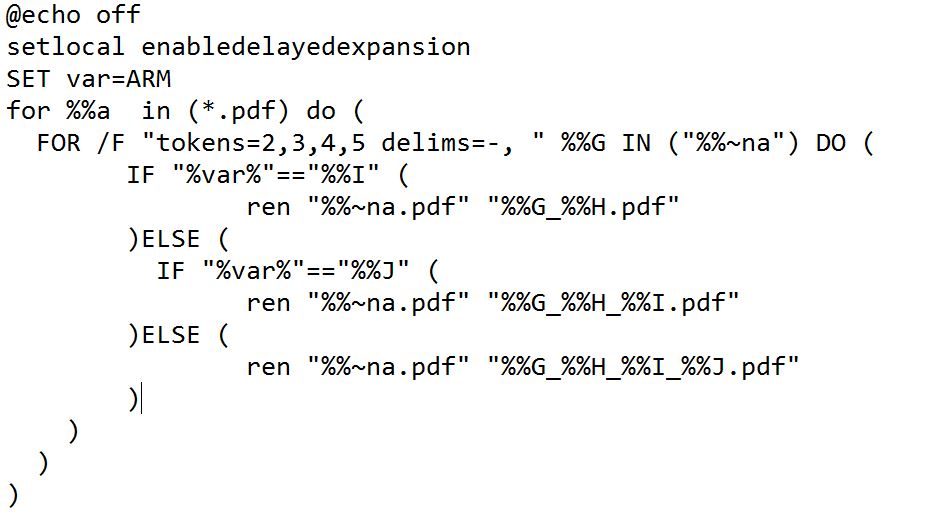 @echo off
setlocal enabledelayedexpansion
SET var=ARM
for %%a  in (*.pdf) do (
  FOR /F "tokens=2,3,4,5 delims=-, " %%G IN ("%%~na") DO (
        IF "%var%"=="%%I" (
                ren "%%~na.pdf" "%%G_%%H.pdf"
        )ELSE (
          IF "%var%"=="%%J" (
                ren "%%~na.pdf" "%%G_%%H_%%I.pdf"
        )ELSE (
                ren "%%~na.pdf" "%%G_%%H_%%I_%%J.pdf"
        )
    )
  )
)